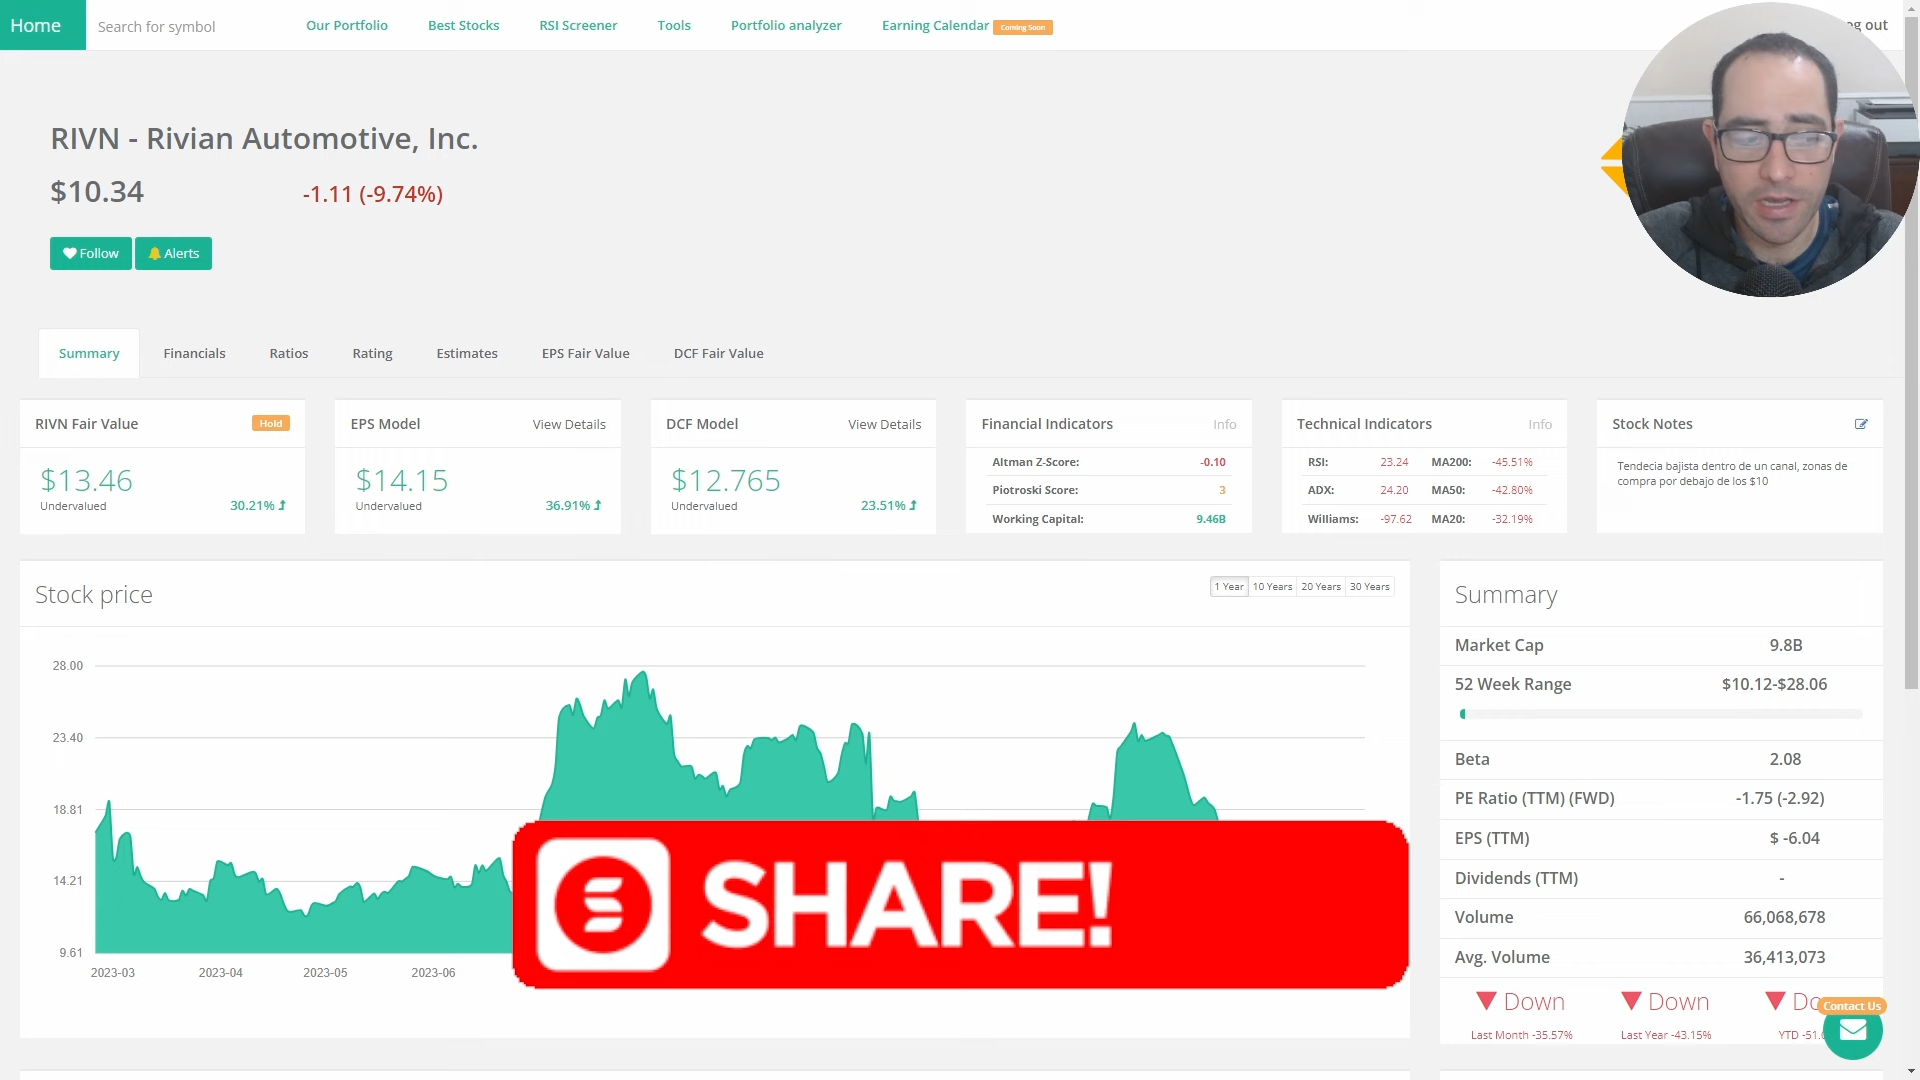 Home
Search for symbol
Our Portfolio
Best Stocks
RSI Screener
Tools
Portfolio analyzer
Earning Calendar
Coming Soon
out
RIVN - Rivian Automotive, Inc.
$10.34
-1.11 (-9.74%)
Follow
Alerts
Summary
Financials
Ratios
Rating
Estimates
EPS Fair Value
DCF Fair Value
RIVN Fair Value
Hold
$13.46
Undervalued
30.21%
EPS Model
View Details
$14.15
Undervalued
36.91%
DCF Model
View Details
$12.765
Undervalued
23.51%
Financial Indicators
Info
Altman Z-Score: -0.10
Piotroski Score: 3
Working Capital: 9.46B
Technical Indicators
Info
RSI: 23.24 MA200: -45.51%
ADX: 24.20 MA50: -42.80%
Williams: -97.62 MA20: -32.19%
Stock Notes
Tendecia bajista dentro de un canal, zonas de
compra por debajo de los $10
Stock price
1 Year 10 Years 20 Years 30 Years
28.00
23.40
18.81
14.21
9.61
2023-03 2023-04 2023-05 2023-06
SHARE!
Summary
Market Cap 9.8B
52 Week Range $10.12-$28.06
Beta 2.08
PE Ratio (TTM) (FWD) -1.75 (-2.92)
EPS (TTM) $ -6.04
Dividends (TTM) -
Volume 66,068,678
Avg. Volume 36,413,073
Down
Last Month -35.57%
Down
Last Year -43.15%
YTD
Contact Us